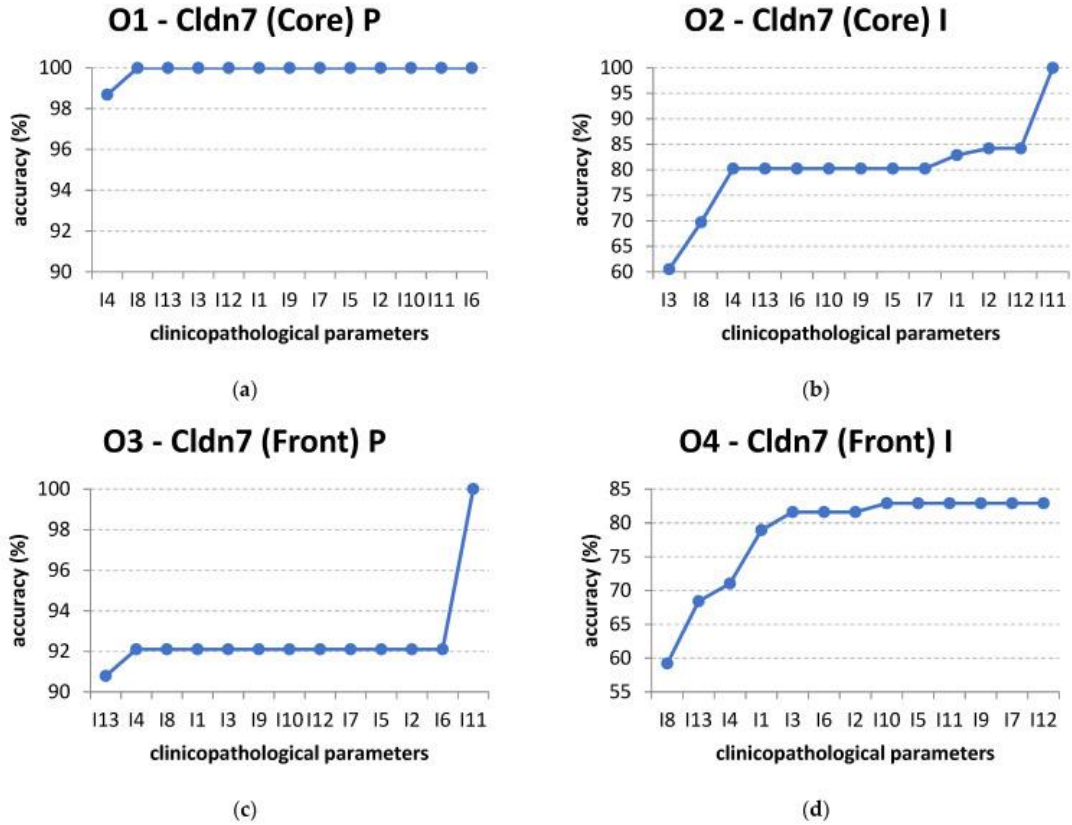 O1 - Cldn7 (Core) P
100
98
96
94
92
90
accuracy (%)
I4 I8 I13 I3 I12 I1 I9 I7 I5 I2 I10 I11 I6
clinicopathological parameters
(a)
O2 - Cldn7 (Core) I
100
95
90
85
80
75
70
65
60
accuracy (%)
I3 I8 I4 I13 I6 I10 I9 I5 I7 I1 I2 I12 I11
clinicopathological parameters
(b)
O3 - Cldn7 (Front) P
100
98
96
94
92
90
accuracy (%)
I13 I4 I8 I1 I3 I9 I10 I12 I7 I5 I2 I6 I11
clinicopathological parameters
(c)
O4 - Cldn7 (Front) I
85
80
75
70
65
60
55
accuracy (%)
I8 I13 I4 I1 I3 I6 I2 I10 I5 I11 I9 I7 I12
clinicopathological parameters
(d)